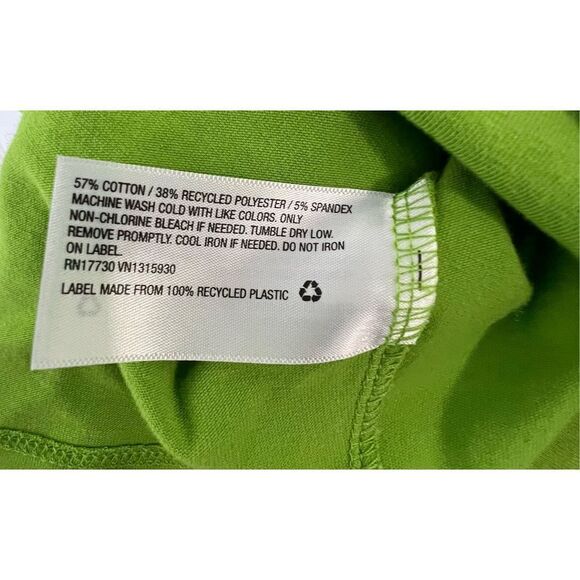 57% COTTON / 38% RECYCLED POLYESTER / 5% SPANDEX
MACHINE WASH COLD WITH LIKE COLORS. ONLY
NON-CHLORINE BLEACH IF NEEDED. TUMBLE DRY LOW.
REMOVE PROMPTLY. COOL IRON IF NEEDED. DO NOT IRON
ON LABEL.
RN17730 VN1315930
LABEL MADE FROM 100% RECYCLED PLASTIC